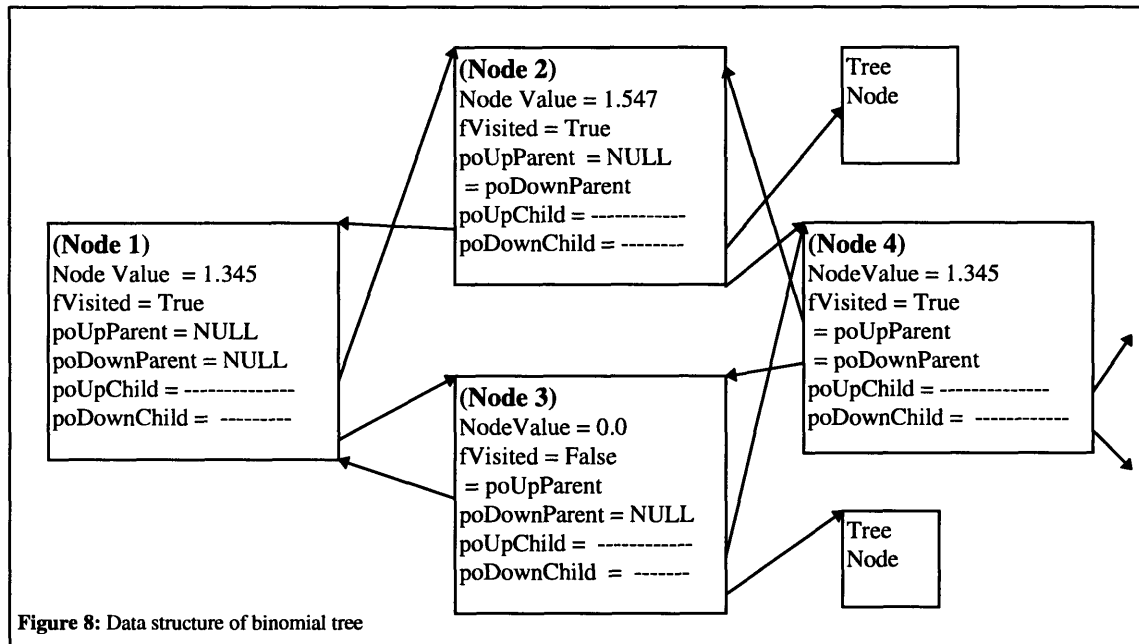 (Node 1)
Node Value = 1.345
fVisited = True
poUpParent = NULL
poDownParent = NULL
poUpChild = --------------
poDownChild = ---------
(Node 2)
Node Value = 1.547
fVisited = True
poUpParent = NULL
= poDownParent
poUpChild = ------------
poDownChild = --------
(Node 3)
NodeValue = 0.0
fVisited = False
= poUpParent
poDownParent = NULL
poUpChild = ------------
poDownChild = -------
Tree
Node
(Node 4)
NodeValue = 1.345
fVisited = True
= poUpParent
= poDownParent
poUpChild = --------------
poDownChild = ------------
Tree
Node
Figure 8: Data structure of binomial tree